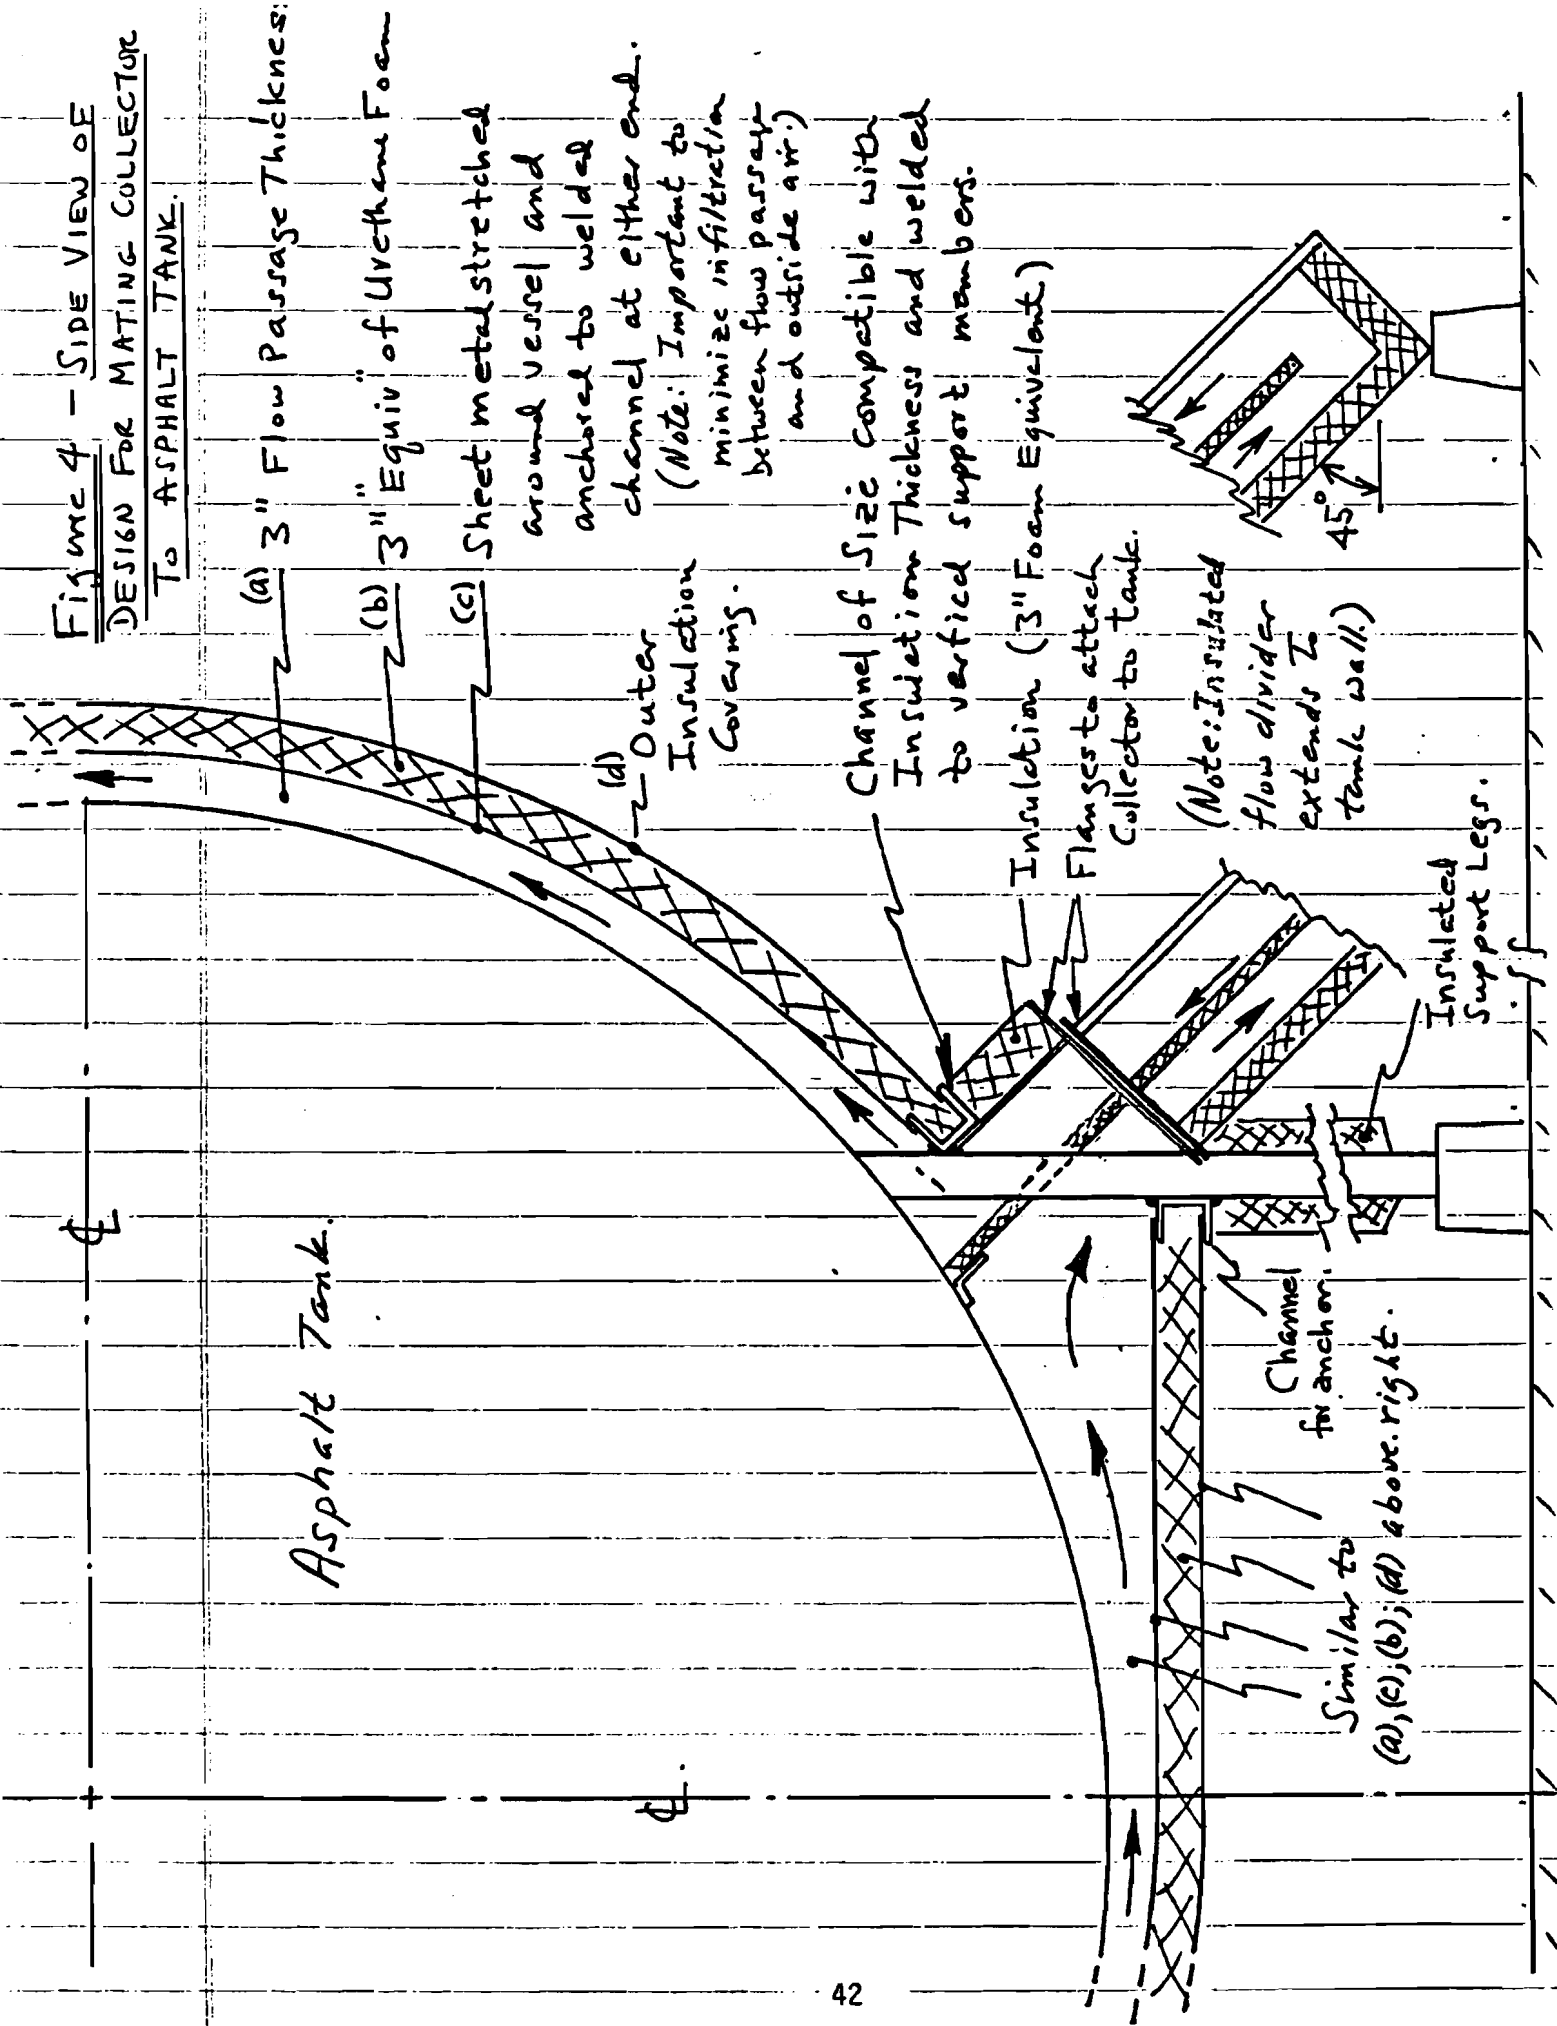 Figure 4 - SIDE VIEW OF
DESIGN FOR MATING COLLECTOR
TO ASPHALT TANK.
(a) 3" Flow Passage Thickness
(b) 3" Equiv of Urethane Foam
(c) Sheet metal stretched
around vessel and
anchored to welded
channel at either end.
(Note: Important to
minimize infiltration
between flow passage
and outside air.)
(d) Outer
Insulation
Covering.
Channel of Size compatible with
Insulation Thickness and welded
to vertical support members.
Insulation (3" Foam Equivalent)
Flanges to attach
Collector to tank.
(Note: Insulated
flow divider
extends To
tank wall.)
45°
Insulated
Support Legs.
Asphalt Tank.
℄
℄.
Channel
for anchor.
Similar to
(a),(c);(b);(d) above right.
42